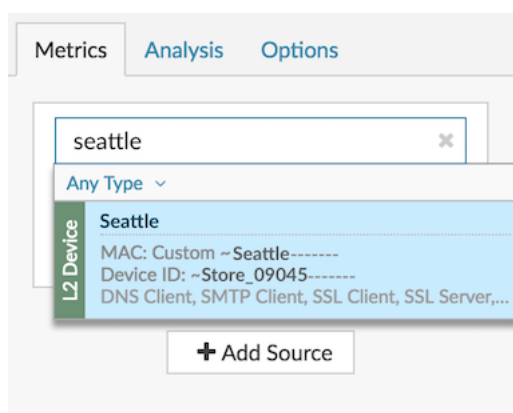 Metrics Analysis Options
seattle
Any Type
L2 Device
Seattle
MAC: Custom ~Seattle-------
Device ID: ~Store_09045-------
DNS Client, SMTP Client, SSL Client, SSL Server,...
Add Source